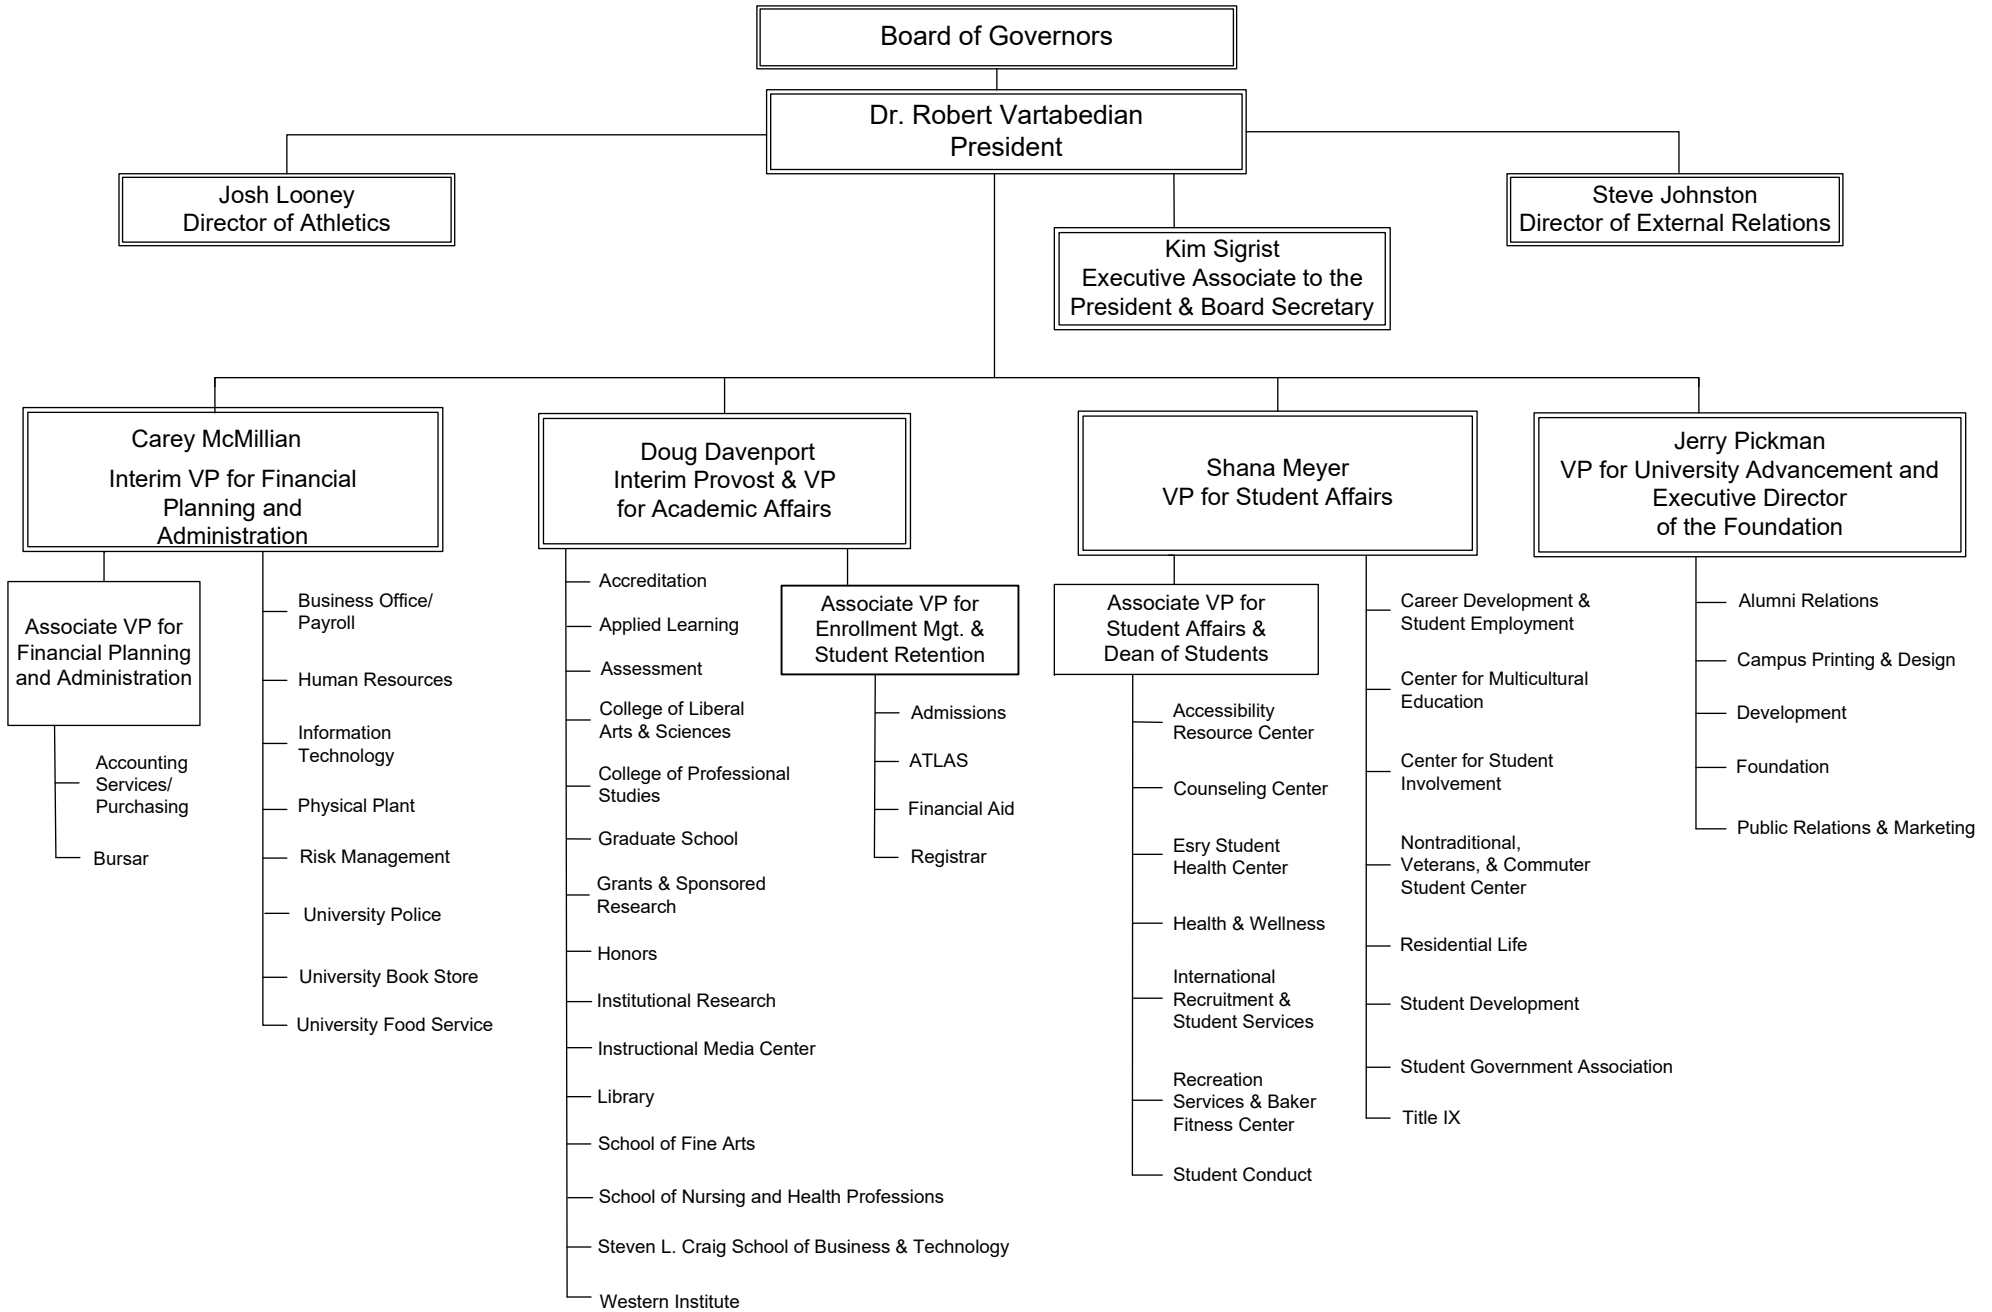 Board of Governors
Dr. Robert Vartabedian
President
Josh Looney
Director of Athletics
Steve Johnston
Director of External Relations
Kim Sigrist
Executive Associate to the
President & Board Secretary
Carey McMillian
Interim VP for Financial
Planning and
Administration
Doug Davenport
Interim Provost & VP
for Academic Affairs
Shana Meyer
VP for Student Affairs
Jerry Pickman
VP for University Advancement and
Executive Director
of the Foundation
Associate VP for
Financial Planning
and Administration
Accounting
Services/
Purchasing
Bursar
Business Office/
Payroll
Human Resources
Information
Technology
Physical Plant
Risk Management
University Police
University Book Store
University Food Service
Accreditation
Applied Learning
Assessment
College of Liberal
Arts & Sciences
College of Professional
Studies
Graduate School
Grants & Sponsored
Research
Honors
Institutional Research
Instructional Media Center
Library
School of Fine Arts
School of Nursing and Health Professions
Steven L. Craig School of Business & Technology
Western Institute
Associate VP for
Enrollment Mgt. &
Student Retention
Admissions
ATLAS
Financial Aid
Registrar
Associate VP for
Student Affairs &
Dean of Students
Accessibility
Resource Center
Counseling Center
Esry Student
Health Center
Health & Wellness
International
Recruitment &
Student Services
Recreation
Services & Baker
Fitness Center
Student Conduct
Career Development &
Student Employment
Center for Multicultural
Education
Center for Student
Involvement
Nontraditional,
Veterans, & Commuter
Student Center
Residential Life
Student Development
Student Government Association
Title IX
Alumni Relations
Campus Printing & Design
Development
Foundation
Public Relations & Marketing